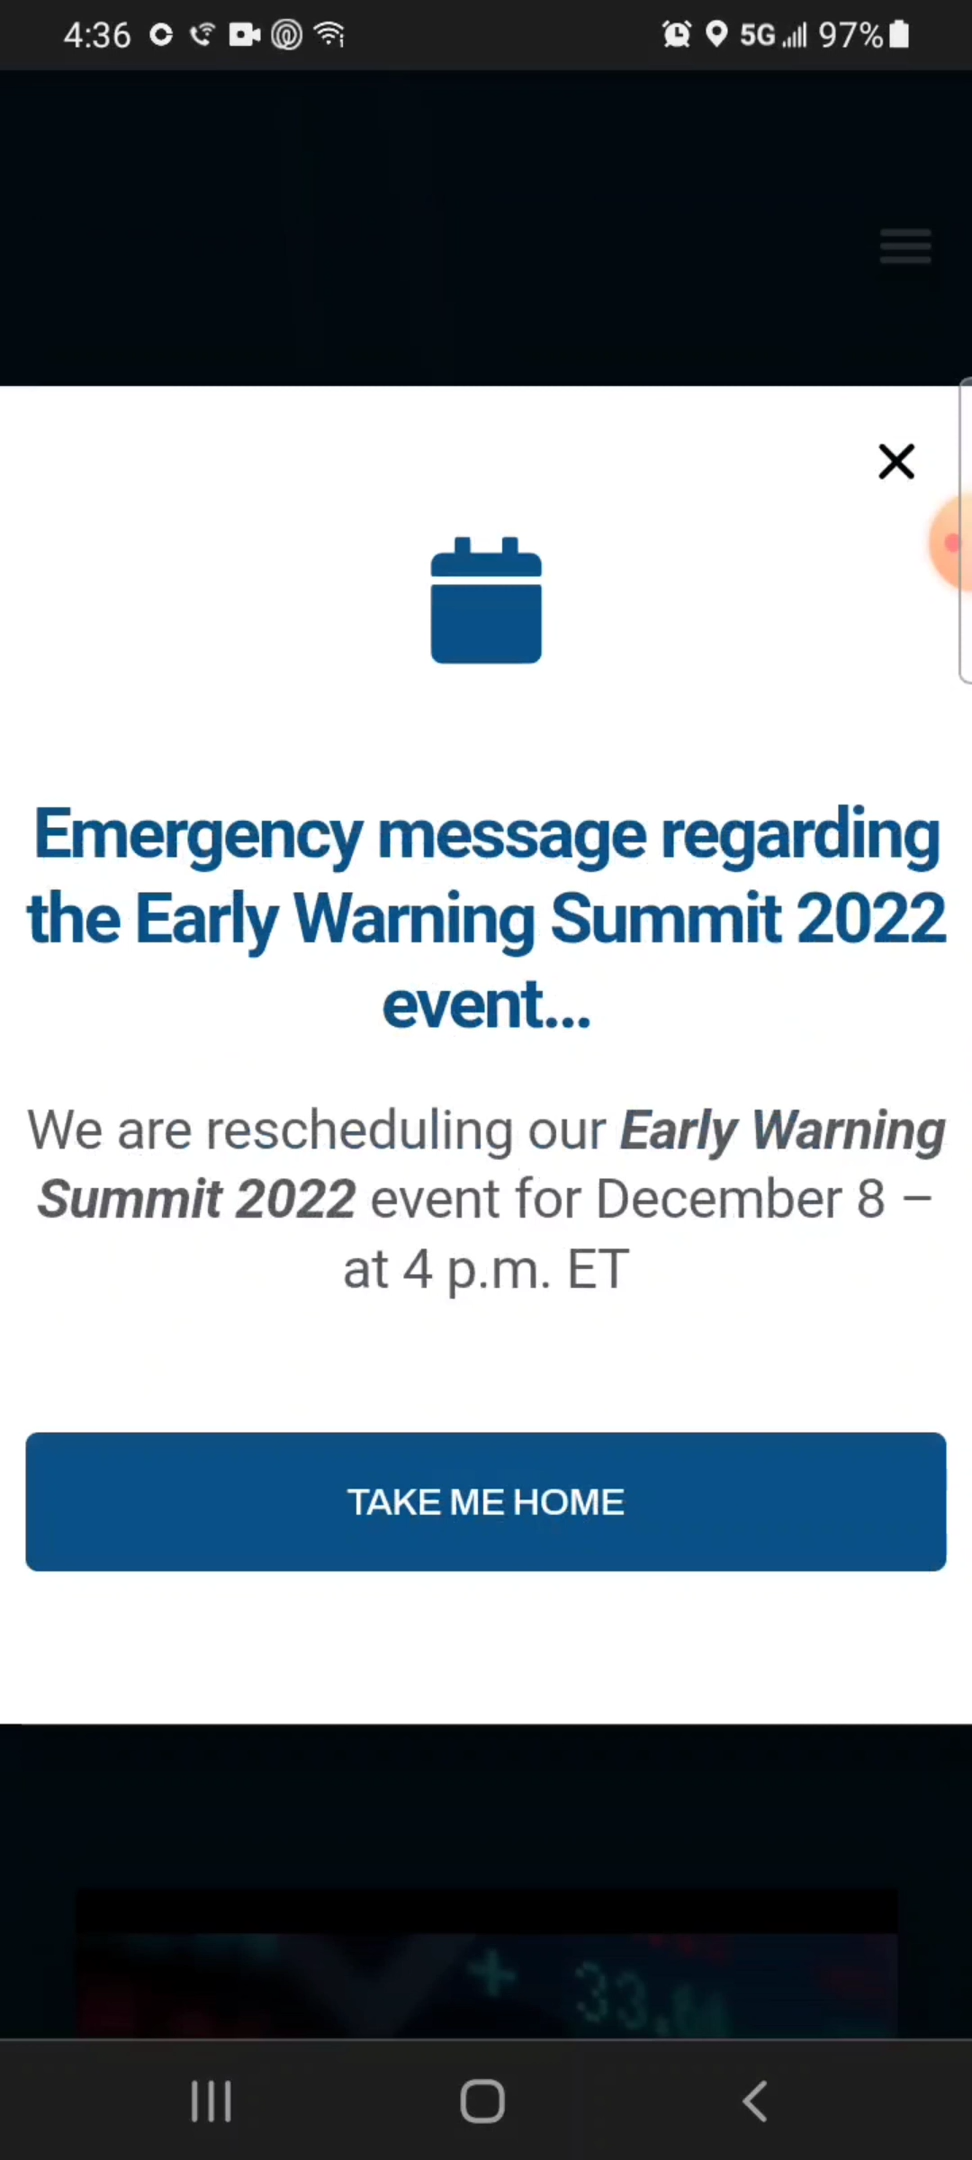 4:36 5G 97%
Emergency message regarding
the Early Warning Summit 2022
event...
We are rescheduling our Early Warning
Summit 2022 event for December 8 –
at 4 p.m. ET
TAKE ME HOME
+ 33.